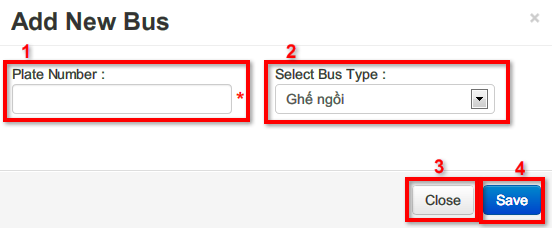 Add New Bus
×
1
2
Plate Number :
Select Bus Type :
*
Ghế ngồi
3
4
Close
Save